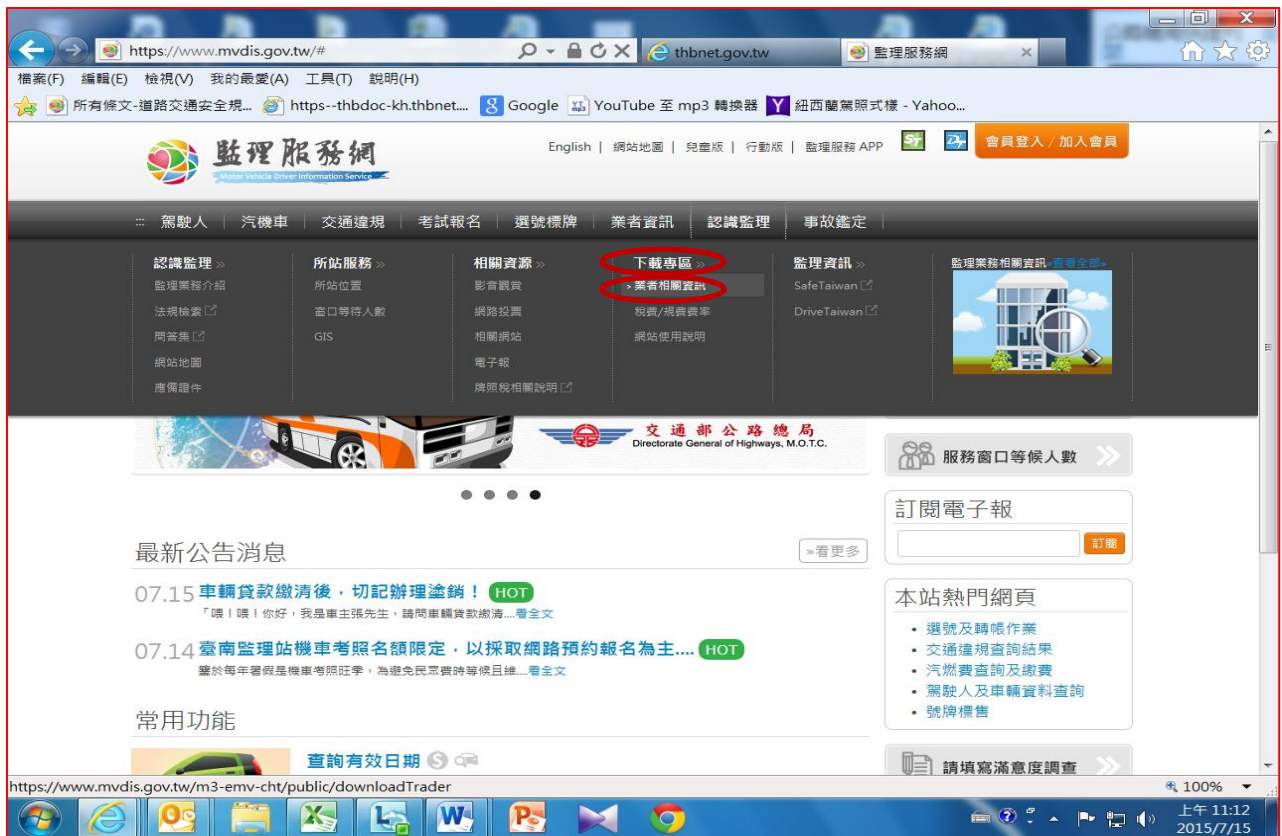 https://www.mvdis.gov.tw/#
thbnet.gov.tw
監理服務網
檔案(F) 編輯(E) 檢視(V) 我的最愛(A) 工具(T) 說明(H)
所有條文-道路交通安全規... httpsthbdoc-kh.thbnet.... Google YouTube 至 mp3 轉換器 紐西蘭駕照式樣 - Yahoo...
監理服務網
Motor Vehicle Driver Information Service
English | 網站地圖 | 兒童版 | 行動版 | 監理服務 APP
會員登入 / 加入會員
::: 駕駛人 | 汽機車 | 交通違規 | 考試報名 | 選號標牌 | 業者資訊 | 認識監理 | 事故鑑定
認識監理 »
監理業務介紹
法規檢索
問答集
網站地圖
應備證件
所站服務 »
所站位置
窗口等待人數
GIS
相關資源 »
影音觀賞
網路投票
相關網站
電子報
牌照稅相關說明
下載專區 »
› 業者相關資訊
稅費/規費費率
網站使用說明
監理資訊 »
SafeTaiwan
DriveTaiwan
監理業務相關資訊 »查看全部»
交通部公路總局
Directorate General of Highways, M.O.T.C.
服務窗口等候人數
訂閱電子報
訂閱
最新公告消息
»看更多
07.15 車輛貸款繳清後，切記辦理塗銷！ HOT
「喂！喂！你好，我是車主張先生，請問車輛貸款繳清....看全文
07.14 臺南監理站機車考照名額限定，以採取網路預約報名為主.... HOT
鑒於每年暑假是機車考照旺季，為避免民眾費時等候且維....看全文
本站熱門網頁
• 選號及轉帳作業
• 交通違規查詢結果
• 汽燃費查詢及繳費
• 駕駛人及車輛資料查詢
• 號牌標售
常用功能
查詢有效日期
請填寫滿意度調查
https://www.mvdis.gov.tw/m3-emv-cht/public/downloadTrader
100%
上午 11:12
2015/7/15